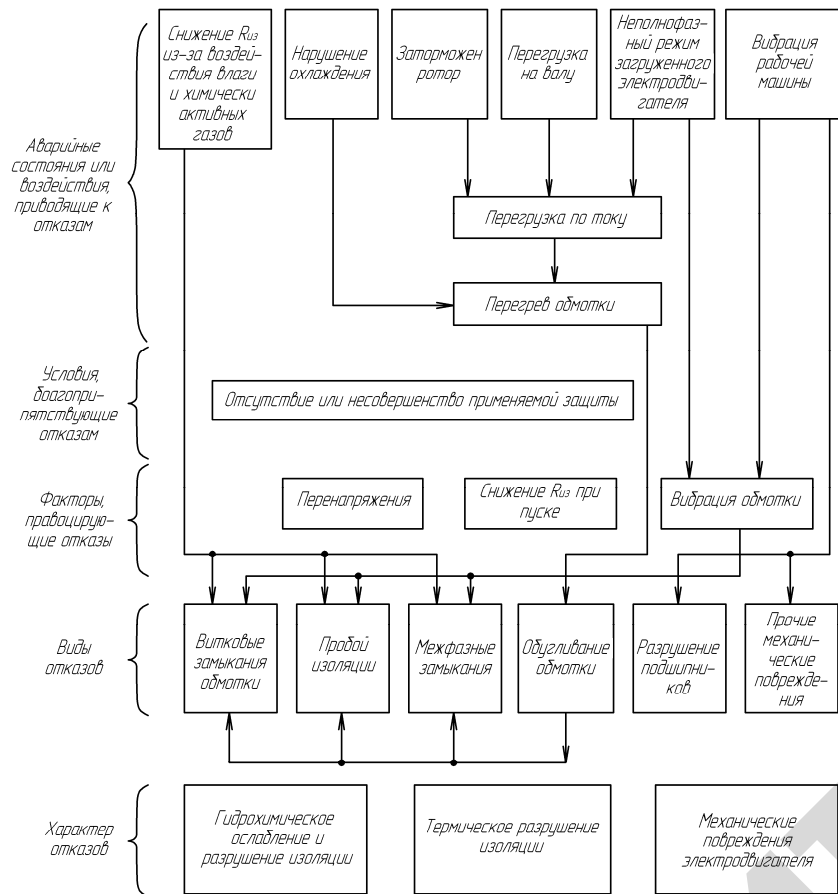 Снижение Rиз
из-за воздей-
ствия влаги
и химически
активных
газов
Нарушение
охлаждения
Заторможен
ротор
Перегрузка
на валу
Неполнофаз-
ный режим
загруженного
электродви-
гателя
Вибрация
рабочей
машины
Аварийные
состояния или
воздействия,
приводящие к
отказам
Перегрузка по току
Перегрев обмотки
Условия,
благопри-
пятствующие
отказам
Отсутствие или несовершенство применяемой защиты
Факторы,
правоцирую-
щие отказы
Перенапряжения
Снижение Rиз при
пуске
Вибрация обмотки
Виды
отказов
Витковые
замыкания
обмотки
Пробой
изоляции
Межфазные
замыкания
Обугливание
обмотки
Разрушение
подшипни-
ков
Прочие
механи-
ческие
поврежде-
ния
Характер
отказов
Гидрохимическое
ослабление и
разрушение изоляции
Термическое разрушение
изоляции
Механические
повреждения
электродвигателя